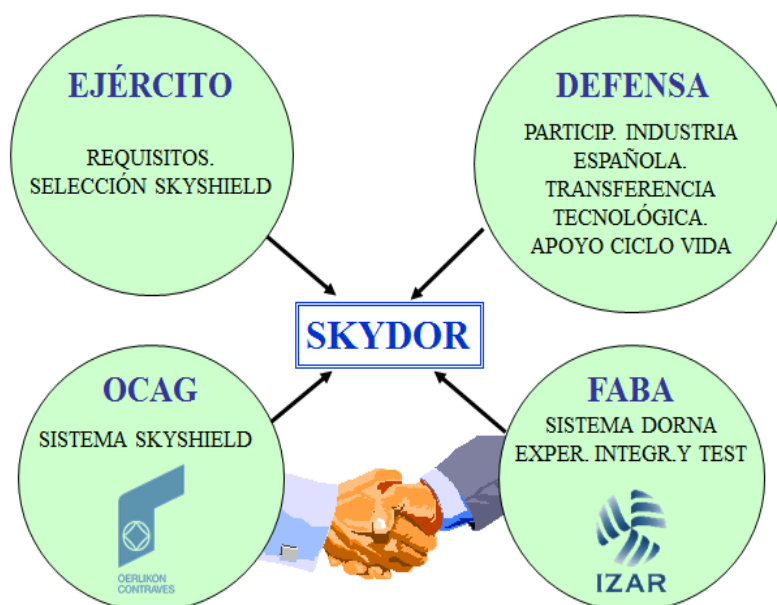 EJÉRCITO
REQUISITOS.
SELECCIÓN SKYSHIELD
DEFENSA
PARTICIP. INDUSTRIA
ESPAÑOLA.
TRANSFERENCIA
TECNOLÓGICA.
APOYO CICLO VIDA
SKYDOR
OCAG
SISTEMA SKYSHIELD
OERLIKON
CONTRAVES
FABA
SISTEMA DORNA
EXPER. INTEGR.Y TEST
IZAR